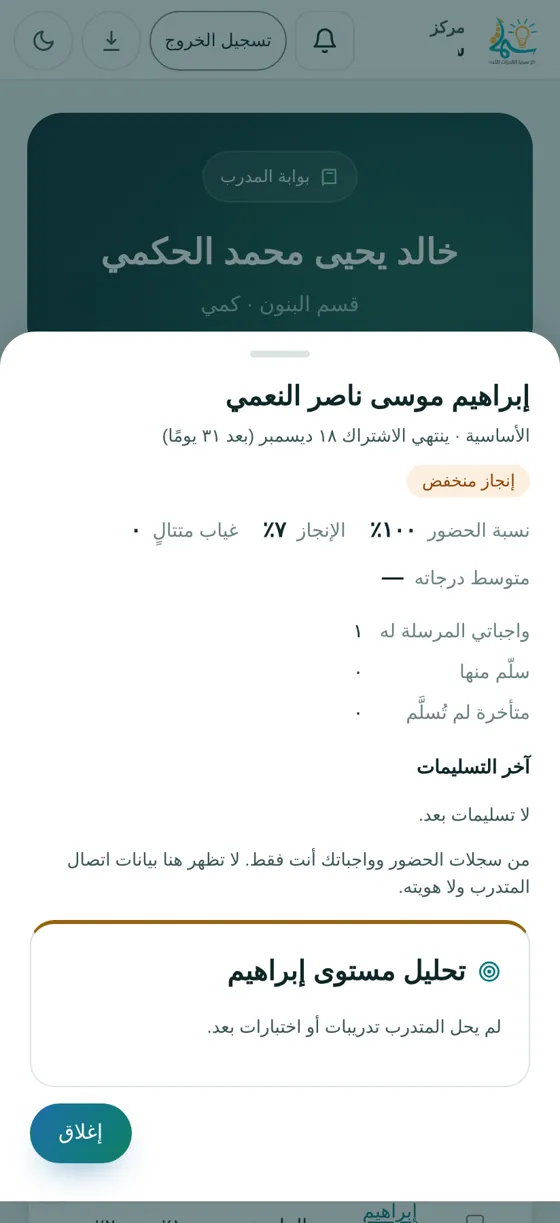 مركز
تسجيل الخروج
بوابة المدرب
خالد يحيى محمد الحكمي
قسم البنون · كمي
إبراهيم موسى ناصر النعمي
الأساسية · ينتهي الاشتراك ١٨ ديسمبر (بعد ٣١ يومًا)
إنجاز منخفض
نسبة الحضور ١٠٠٪ الإنجاز ٧٪ غياب متتالٍ ٠
متوسط درجاته —
واجباتي المرسلة له ١
سلّم منها ٠
متأخرة لم تُسلَّم ٠
آخر التسليمات
لا تسليمات بعد.
من سجلات الحضور وواجباتك أنت فقط. لا تظهر هنا بيانات اتصال
المتدرب ولا هويته.
تحليل مستوى إبراهيم
لم يحل المتدرب تدريبات أو اختبارات بعد.
إغلاق
إبراهيم